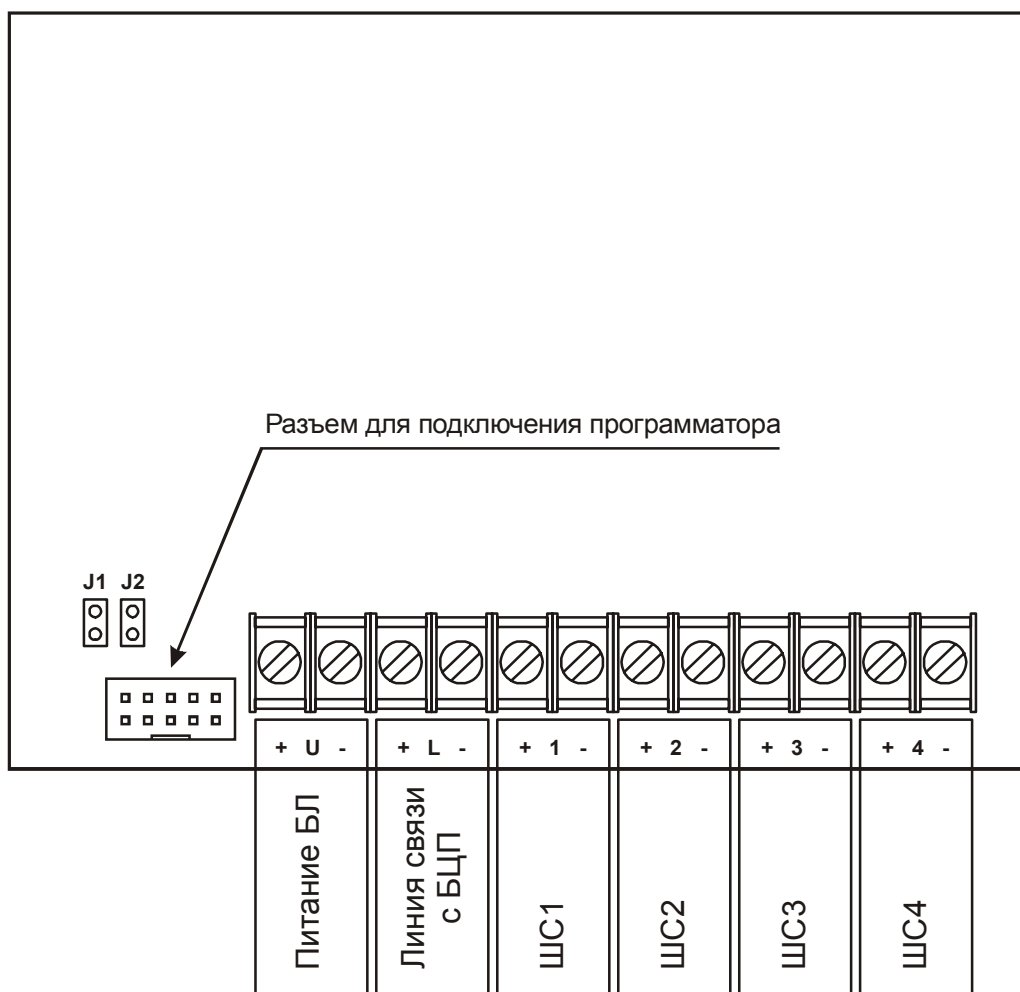 Разъем для подключения программатора
J1 J2
+ U - + L - + 1 - + 2 - + 3 - + 4 -
Питание БЛ
Линия связи
с БЦП
ШС1
ШС2
ШС3
ШС4